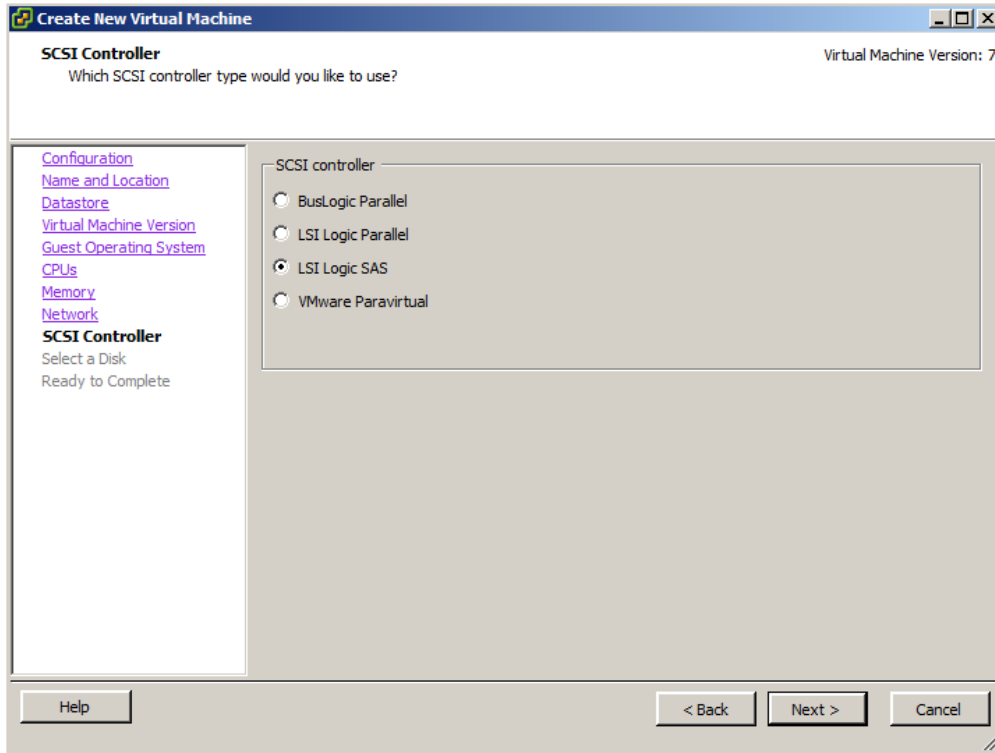 Create New Virtual Machine
SCSI Controller
Which SCSI controller type would you like to use?
Virtual Machine Version: 7
Configuration
Name and Location
Datastore
Virtual Machine Version
Guest Operating System
CPUs
Memory
Network
SCSI Controller
Select a Disk
Ready to Complete
SCSI controller
BusLogic Parallel
LSI Logic Parallel
LSI Logic SAS
VMware Paravirtual
Help
< Back
Next >
Cancel